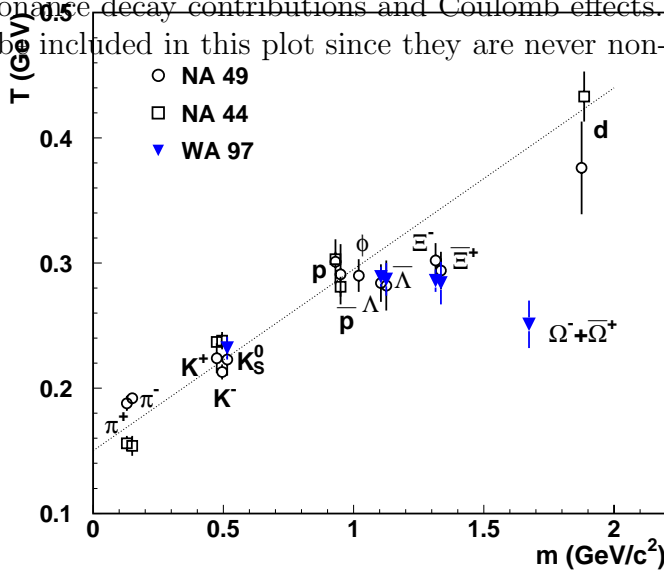 onance decay contributions and Coulomb effects.
be included in this plot since they are never non-
T (GeV)
0.5
0.4
0.3
0.2
0.1
NA 49
NA 44
WA 97
d
ϕ
Ξ⁻
Ξ̅⁺
p
Λ̅
Λ
p̅
Ω⁻+Ω̅⁺
K⁺
K⁰S
K⁻
π⁻
π⁺
0
0.5
1
1.5
2
m (GeV/c²)